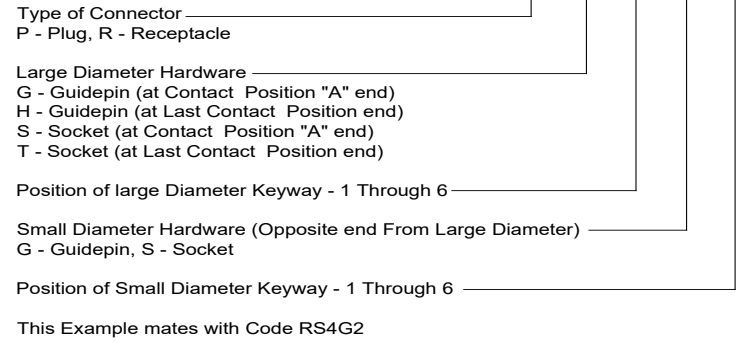 Type of Connector
P - Plug, R - Receptacle
Large Diameter Hardware
G - Guidepin (at Contact Position "A" end)
H - Guidepin (at Last Contact Position end)
S - Socket (at Contact Position "A" end)
T - Socket (at Last Contact Position end)
Position of large Diameter Keyway - 1 Through 6
Small Diameter Hardware (Opposite end From Large Diameter)
G - Guidepin, S - Socket
Position of Small Diameter Keyway - 1 Through 6
This Example mates with Code RS4G2